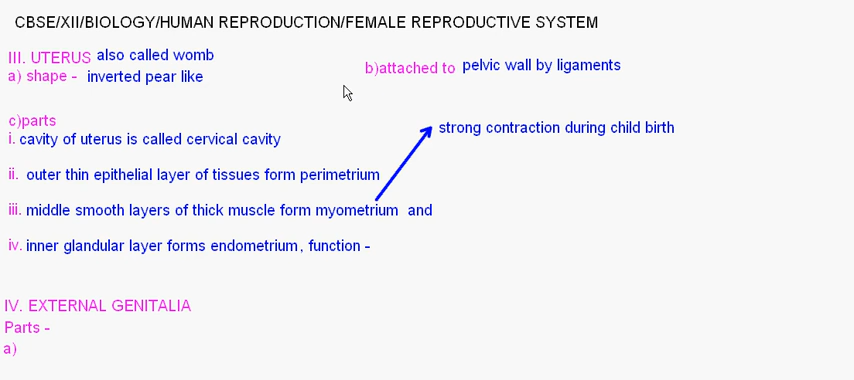 CBSE/XII/BIOLOGY/HUMAN REPRODUCTION/FEMALE REPRODUCTIVE SYSTEM
III. UTERUS also called womb
a) shape - inverted pear like
b)attached to pelvic wall by ligaments
c)parts
i. cavity of uterus is called cervical cavity
strong contraction during child birth
ii. outer thin epithelial layer of tissues form perimetrium
iii. middle smooth layers of thick muscle form myometrium and
iv. inner glandular layer forms endometrium, function -
IV. EXTERNAL GENITALIA
Parts -
a)